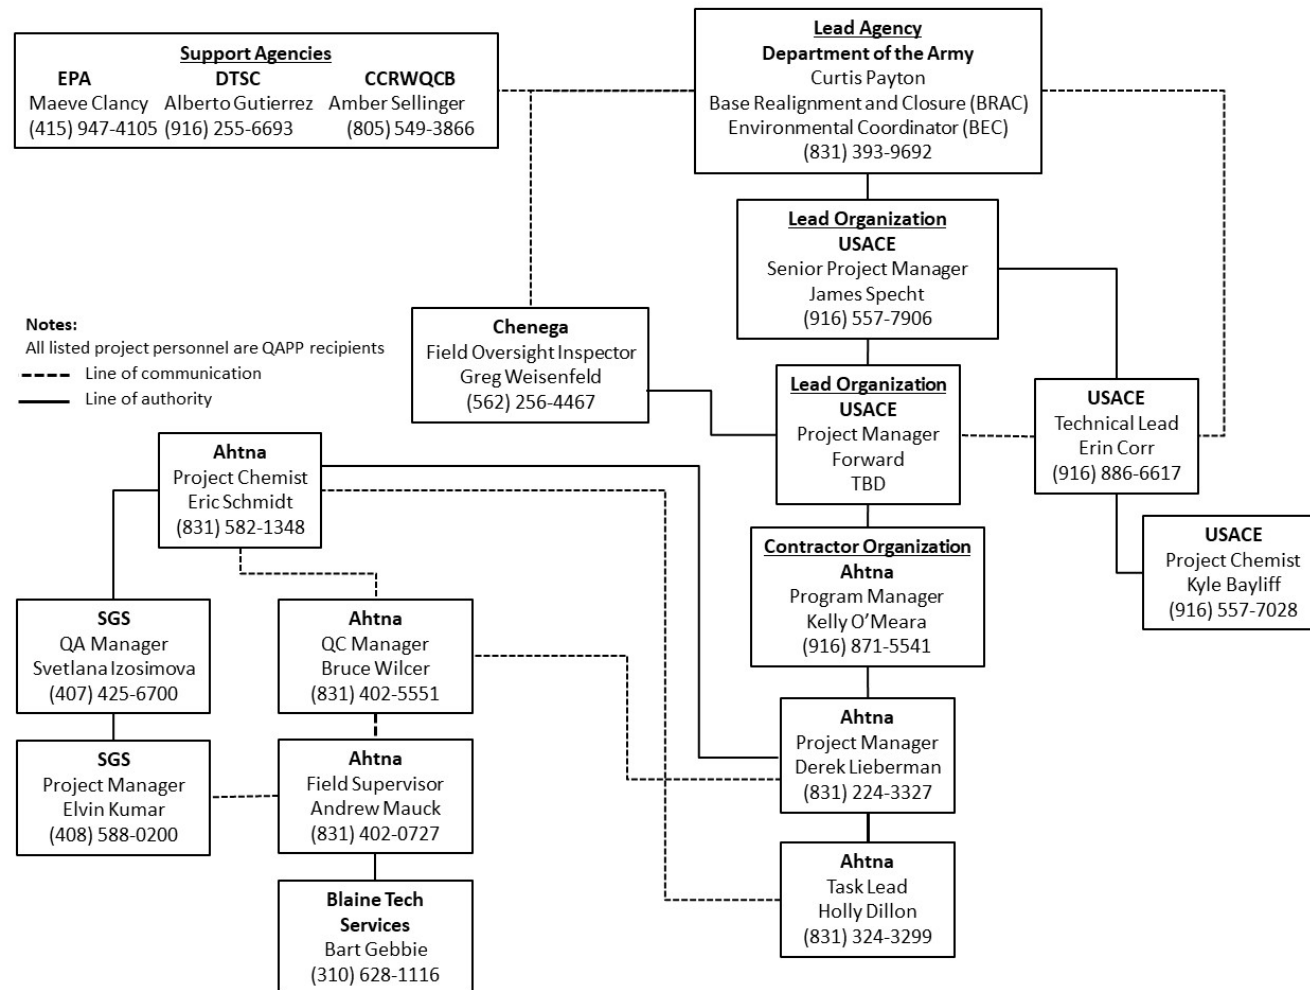 Support Agencies
EPA DTSC CCRWQCB
Maeve Clancy Alberto Gutierrez Amber Sellinger
(415) 947-4105 (916) 255-6693 (805) 549-3866
Lead Agency
Department of the Army
Curtis Payton
Base Realignment and Closure (BRAC)
Environmental Coordinator (BEC)
(831) 393-9692
Lead Organization
USACE
Senior Project Manager
James Specht
(916) 557-7906
Notes:
All listed project personnel are QAPP recipients
Line of communication
Line of authority
Chenega
Field Oversight Inspector
Greg Weisenfeld
(562) 256-4467
Lead Organization
USACE
Project Manager
Forward
TBD
USACE
Technical Lead
Erin Corr
(916) 886-6617
Ahtna
Project Chemist
Eric Schmidt
(831) 582-1348
Contractor Organization
Ahtna
Program Manager
Kelly O’Meara
(916) 871-5541
USACE
Project Chemist
Kyle Bayliff
(916) 557-7028
SGS
QA Manager
Svetlana Izosimova
(407) 425-6700
Ahtna
QC Manager
Bruce Wilcer
(831) 402-5551
Ahtna
Project Manager
Derek Lieberman
(831) 224-3327
SGS
Project Manager
Elvin Kumar
(408) 588-0200
Ahtna
Field Supervisor
Andrew Mauck
(831) 402-0727
Ahtna
Task Lead
Holly Dillon
(831) 324-3299
Blaine Tech
Services
Bart Gebbie
(310) 628-1116